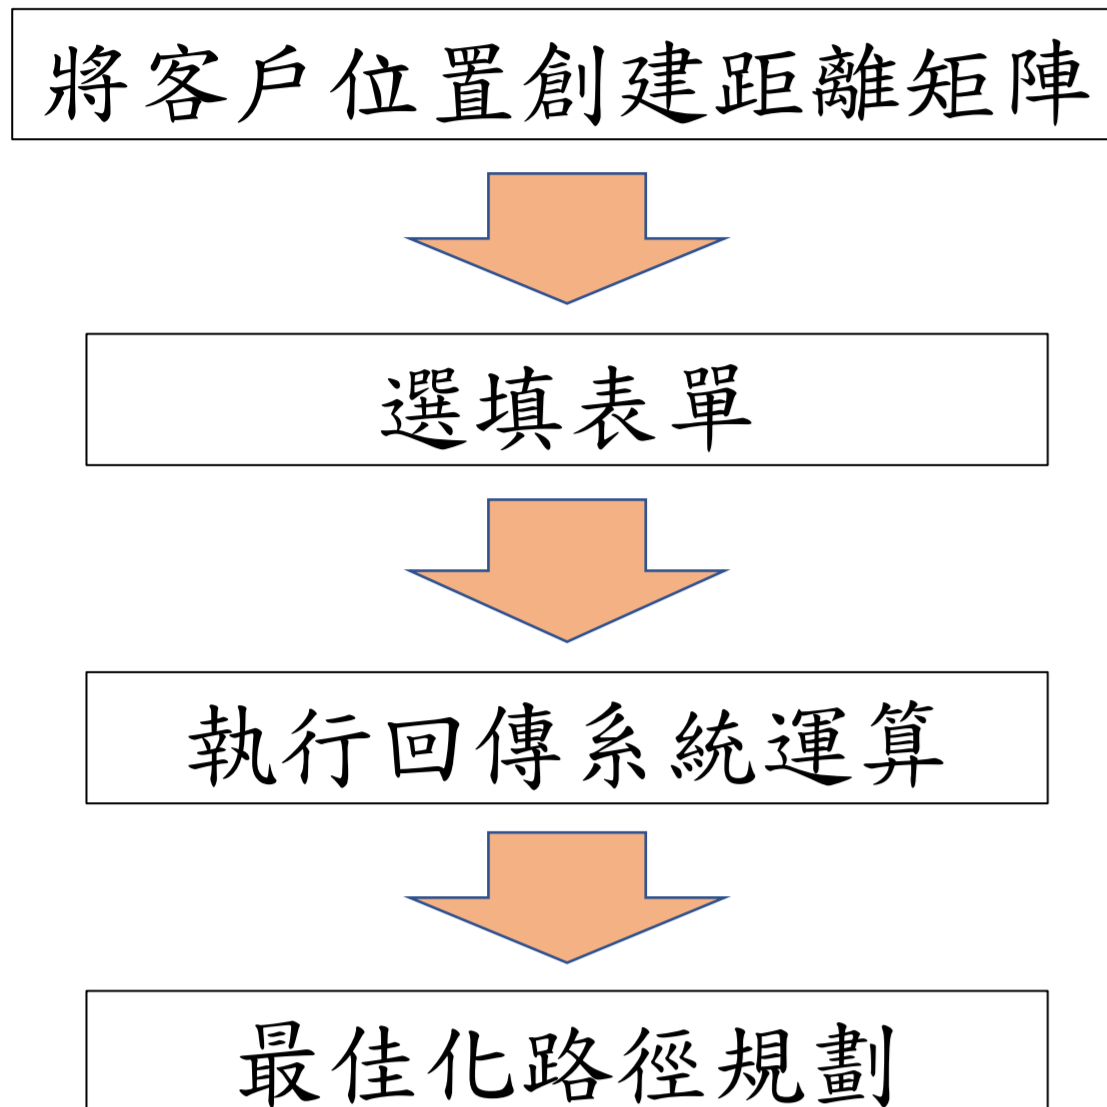 將客戶位置創建距離矩陣
選填表單
執行回傳系統運算
最佳化路徑規劃